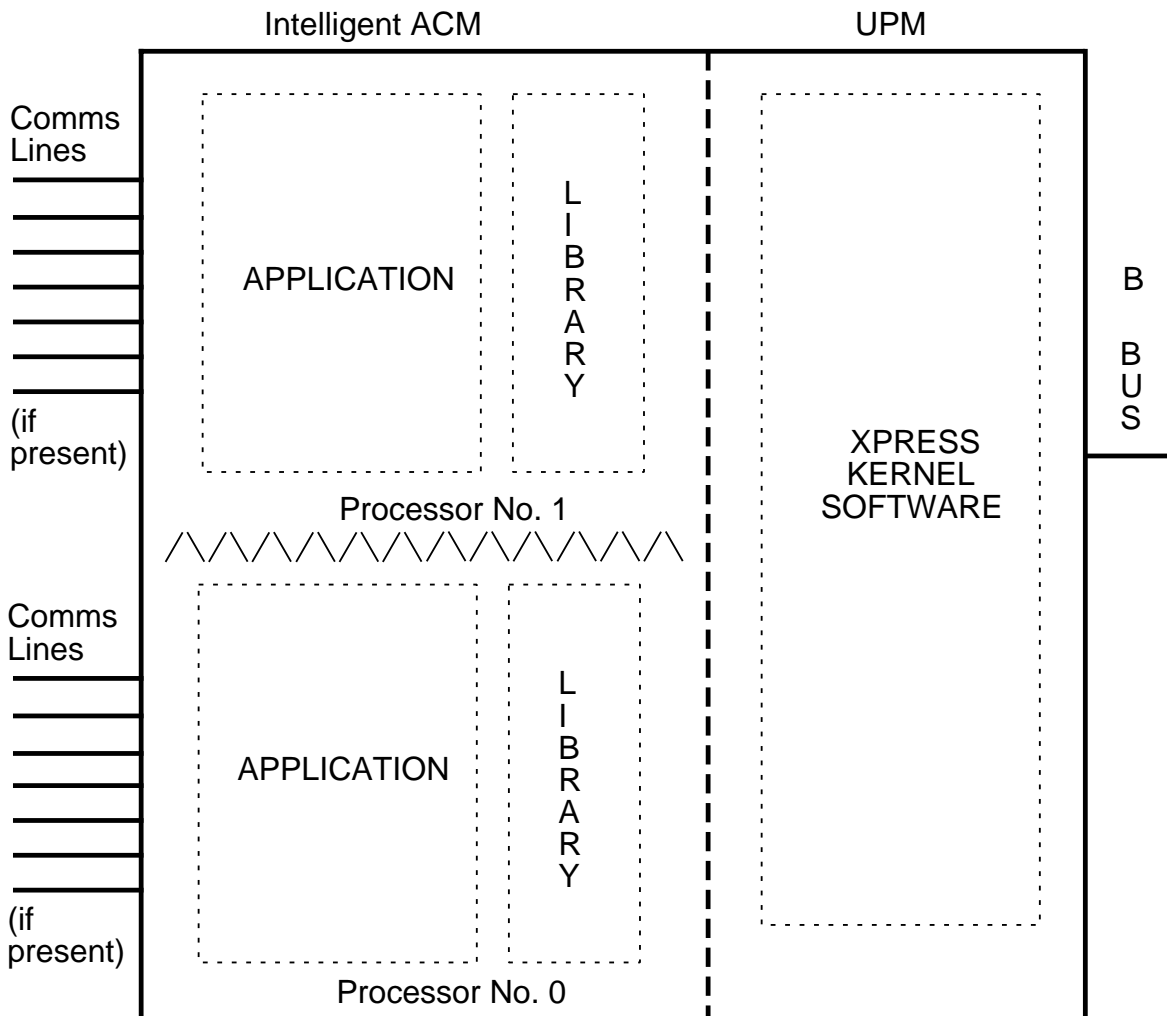 Intelligent ACM
UPM
Comms
Lines
APPLICATION
L
I
B
R
A
R
Y
(if
present)
Processor No. 1
Comms
Lines
APPLICATION
L
I
B
R
A
R
Y
(if
present)
Processor No. 0
XPRESS
KERNEL
SOFTWARE
B
B
U
S